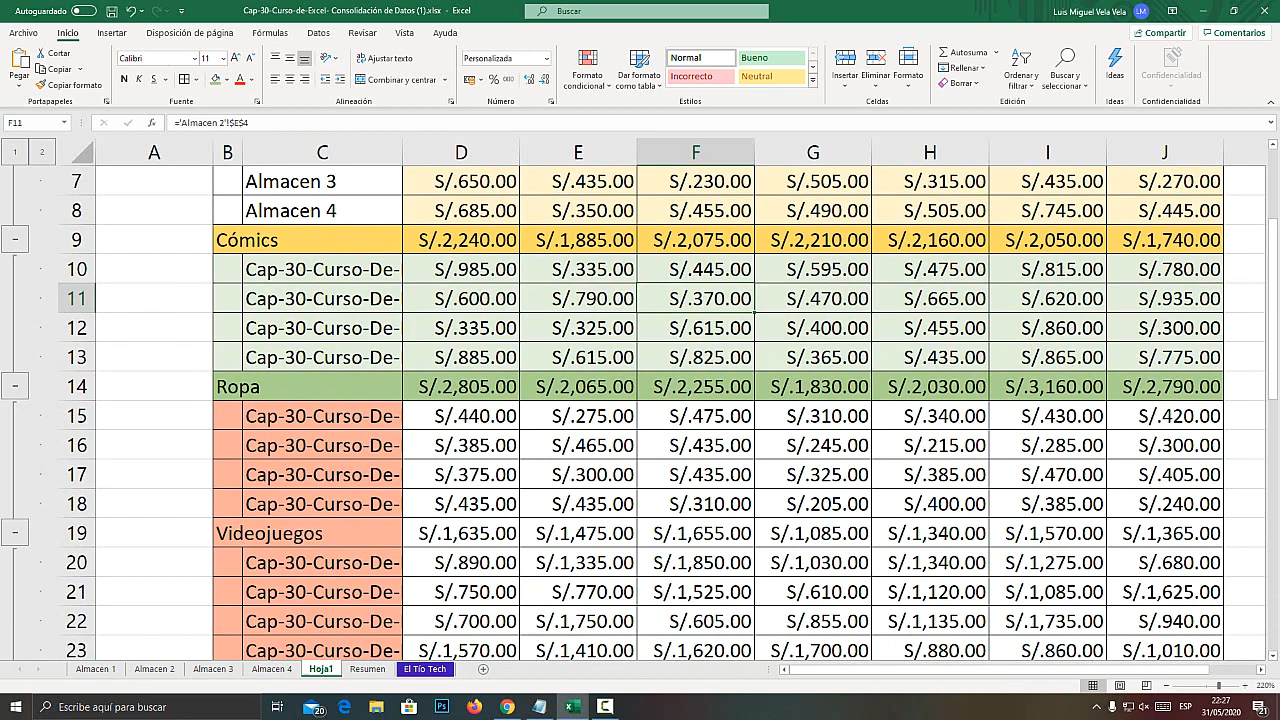 Autoguardado Cap-30-Curso-de-Excel- Consolidación de Datos (1).xlsx - Excel Buscar Luis Miguel Vela Vela LM
Archivo Inicio Insertar Disposición de página Fórmulas Datos Revisar Vista Ayuda Compartir Comentarios
Pegar Cortar Copiar Copiar formato Portapapeles
Calibri 11 N K S Fuente
Ajustar texto Combinar y centrar Alineación
Personalizada % 000 Número
Formato condicional Dar formato como tabla Normal Bueno Incorrecto Neutral Estilos
Insertar Eliminar Formato Celdas
Autosuma Rellenar Borrar Ordenar y filtrar Buscar y seleccionar Edición
Ideas Ideas Confidencialidad Confidencialidad
F11 fx ='Almacen 2'!$E$4
1 2 A B C D E F G H I J
7 Almacen 3 S/.650.00 S/.435.00 S/.230.00 S/.505.00 S/.315.00 S/.435.00 S/.270.00
8 Almacen 4 S/.685.00 S/.350.00 S/.455.00 S/.490.00 S/.505.00 S/.745.00 S/.445.00
9 Cómics S/.2,240.00 S/.1,885.00 S/.2,075.00 S/.2,210.00 S/.2,160.00 S/.2,050.00 S/.1,740.00
10 Cap-30-Curso-De- S/.985.00 S/.335.00 S/.445.00 S/.595.00 S/.475.00 S/.815.00 S/.780.00
11 Cap-30-Curso-De- S/.600.00 S/.790.00 S/.370.00 S/.470.00 S/.665.00 S/.620.00 S/.935.00
12 Cap-30-Curso-De- S/.335.00 S/.325.00 S/.615.00 S/.400.00 S/.455.00 S/.860.00 S/.300.00
13 Cap-30-Curso-De- S/.885.00 S/.615.00 S/.825.00 S/.365.00 S/.435.00 S/.865.00 S/.775.00
14 Ropa S/.2,805.00 S/.2,065.00 S/.2,255.00 S/.1,830.00 S/.2,030.00 S/.3,160.00 S/.2,790.00
15 Cap-30-Curso-De- S/.440.00 S/.275.00 S/.475.00 S/.310.00 S/.340.00 S/.430.00 S/.420.00
16 Cap-30-Curso-De- S/.385.00 S/.465.00 S/.435.00 S/.245.00 S/.215.00 S/.285.00 S/.300.00
17 Cap-30-Curso-De- S/.375.00 S/.300.00 S/.435.00 S/.325.00 S/.385.00 S/.470.00 S/.405.00
18 Cap-30-Curso-De- S/.435.00 S/.435.00 S/.310.00 S/.205.00 S/.400.00 S/.385.00 S/.240.00
19 Videojuegos S/.1,635.00 S/.1,475.00 S/.1,655.00 S/.1,085.00 S/.1,340.00 S/.1,570.00 S/.1,365.00
20 Cap-30-Curso-De- S/.890.00 S/.1,335.00 S/.1,850.00 S/.1,030.00 S/.1,340.00 S/.1,275.00 S/.680.00
21 Cap-30-Curso-De- S/.750.00 S/.770.00 S/.1,525.00 S/.610.00 S/.1,120.00 S/.1,085.00 S/.1,625.00
22 Cap-30-Curso-De- S/.700.00 S/.1,750.00 S/.605.00 S/.855.00 S/.1,135.00 S/.1,735.00 S/.940.00
23 Cap-30-Curso-De- S/.1,570.00 S/.1,410.00 S/.1,620.00 S/.1,700.00 S/.880.00 S/.860.00 S/.1,010.00
Almacen 1 Almacen 2 Almacen 3 Almacen 4 Hoja1 Resumen El Tío Tech
220%
Escribe aquí para buscar 20 ESP 22:27
31/05/2020